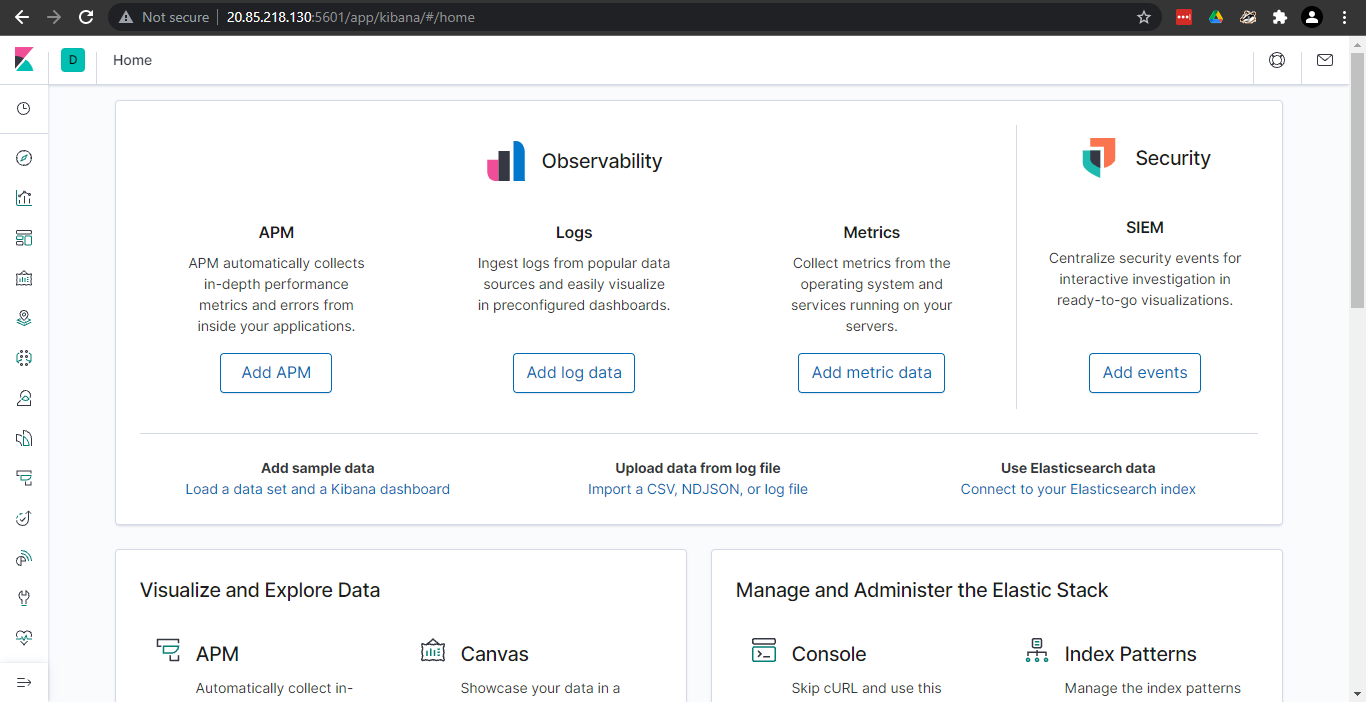 Not secure
20.85.218.130:5601/app/kibana/#/home
D
Home
Observability
Security
APM
APM automatically collects
in-depth performance
metrics and errors from
inside your applications.
Add APM
Logs
Ingest logs from popular data
sources and easily visualize
in preconfigured dashboards.
Add log data
Metrics
Collect metrics from the
operating system and
services running on your
servers.
Add metric data
SIEM
Centralize security events for
interactive investigation in
ready-to-go visualizations.
Add events
Add sample data
Load a data set and a Kibana dashboard
Upload data from log file
Import a CSV, NDJSON, or log file
Use Elasticsearch data
Connect to your Elasticsearch index
Visualize and Explore Data
APM
Automatically collect in-
Canvas
Showcase your data in a
Manage and Administer the Elastic Stack
Console
Skip cURL and use this
Index Patterns
Manage the index patterns